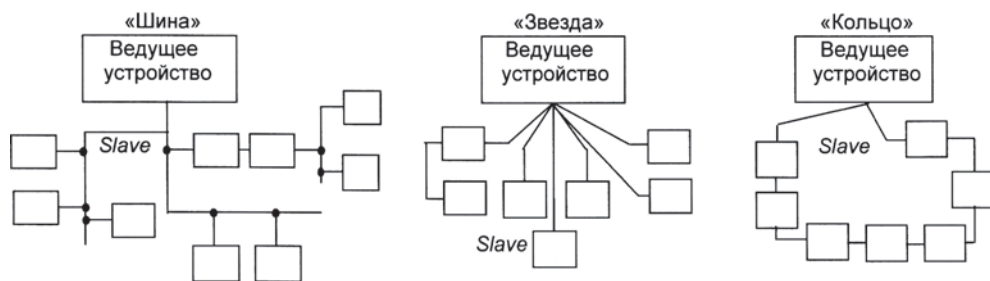 «Шина»
Ведущее
устройство
Slave
«Звезда»
Ведущее
устройство
Slave
«Кольцо»
Ведущее
устройство
Slave